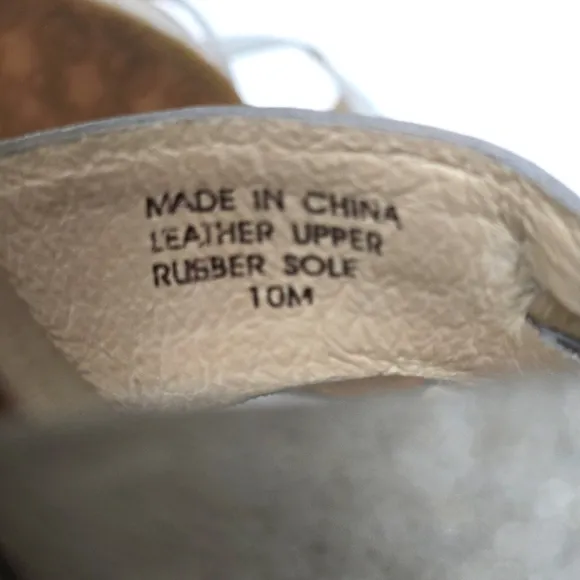 MADE IN CHINA
LEATHER UPPER
RUBBER SOLE
10M